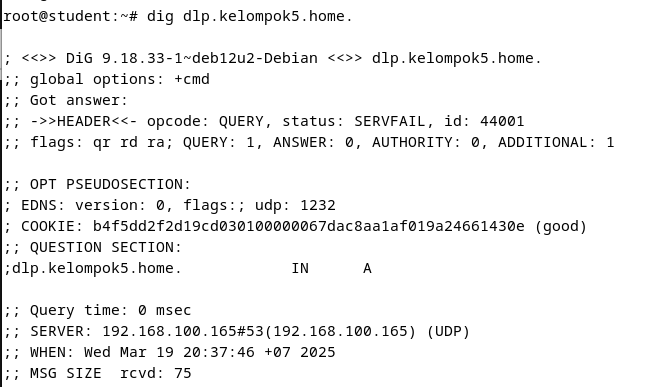 root@student:~# dig dlp.kelompok5.home.
; <<>> DiG 9.18.33-1~deb12u2-Debian <<>> dlp.kelompok5.home.
;; global options: +cmd
;; Got answer:
;; ->>HEADER<<- opcode: QUERY, status: SERVFAIL, id: 44001
;; flags: qr rd ra; QUERY: 1, ANSWER: 0, AUTHORITY: 0, ADDITIONAL: 1
;; OPT PSEUDOSECTION:
; EDNS: version: 0, flags:; udp: 1232
; COOKIE: b4f5dd2f2d19cd030100000067dac8aa1af019a24661430e (good)
;; QUESTION SECTION:
;dlp.kelompok5.home. IN A
;; Query time: 0 msec
;; SERVER: 192.168.100.165#53(192.168.100.165) (UDP)
;; WHEN: Wed Mar 19 20:37:46 +07 2025
;; MSG SIZE rcvd: 75